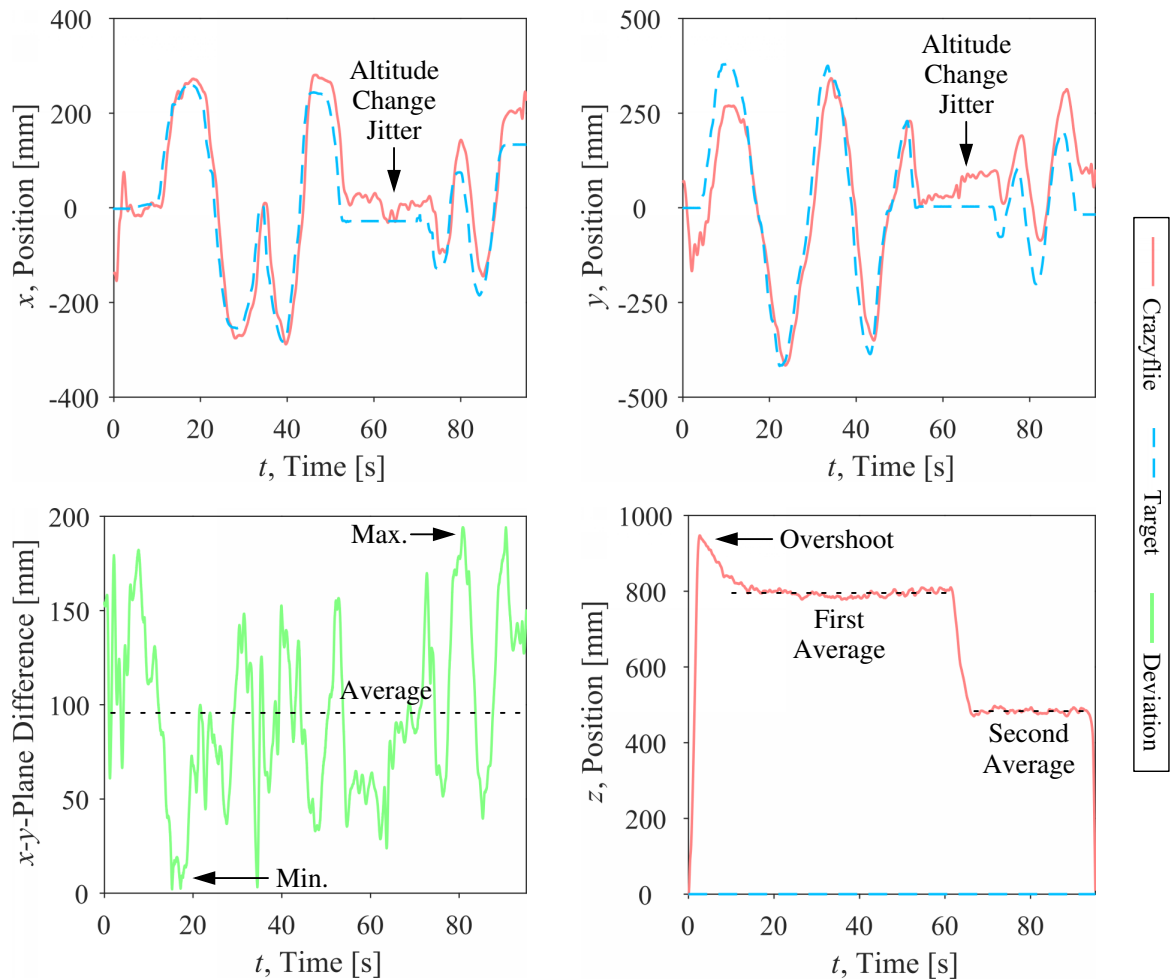 400
200
0
-200
-400
x, Position [mm]
Altitude
Change
Jitter
0
20
40
60
80
t, Time [s]
500
250
0
-250
-500
y, Position [mm]
Altitude
Change
Jitter
0
20
40
60
80
t, Time [s]
200
150
100
50
0
x-y-Plane Difference [mm]
Max.
Average
Min.
0
20
40
60
80
t, Time [s]
1000
800
600
400
200
0
z, Position [mm]
Overshoot
First
Average
Second
Average
0
20
40
60
80
t, Time [s]
Crazyflie
Target
Deviation